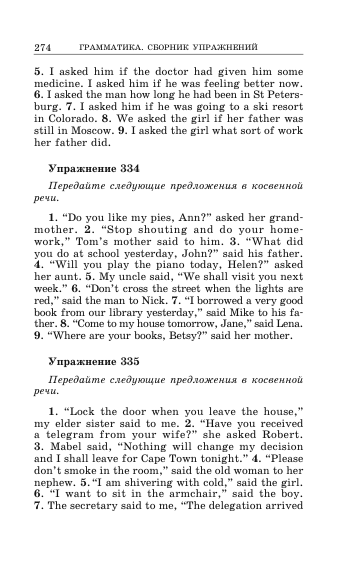 274 ГРАММАТИКА. СБОРНИК УПРАЖНЕНИЙ
5. I asked him if the doctor had given him some
medicine. I asked him if he was feeling better now.
6. I asked the man how long he had been in St Peters-
burg. 7. I asked him if he was going to a ski resort
in Colorado. 8. We asked the girl if her father was
still in Moscow. 9. I asked the girl what sort of work
her father did.
Упражнение 334
Передайте следующие предложения в косвенной
речи.
1. “Do you like my pies, Ann?” asked her grand-
mother. 2. “Stop shouting and do your home-
work,” Tom’s mother said to him. 3. “What did
you do at school yesterday, John?” said his father.
4. “Will you play the piano today, Helen?” asked
her aunt. 5. My uncle said, “We shall visit you next
week.” 6. “Don’t cross the street when the lights are
red,” said the man to Nick. 7. “I borrowed a very good
book from our library yesterday,” said Mike to his fa-
ther. 8. “Come to my house tomorrow, Jane,” said Lena.
9. “Where are your books, Betsy?” said her mother.
Упражнение 335
Передайте следующие предложения в косвенной
речи.
1. “Lock the door when you leave the house,”
my elder sister said to me. 2. “Have you received
a telegram from your wife?” she asked Robert.
3. Mabel said, “Nothing will change my decision
and I shall leave for Cape Town tonight.” 4. “Please
don’t smoke in the room,” said the old woman to her
nephew. 5. “I am shivering with cold,” said the girl.
6. “I want to sit in the armchair,” said the boy.
7. The secretary said to me, “The delegation arrived